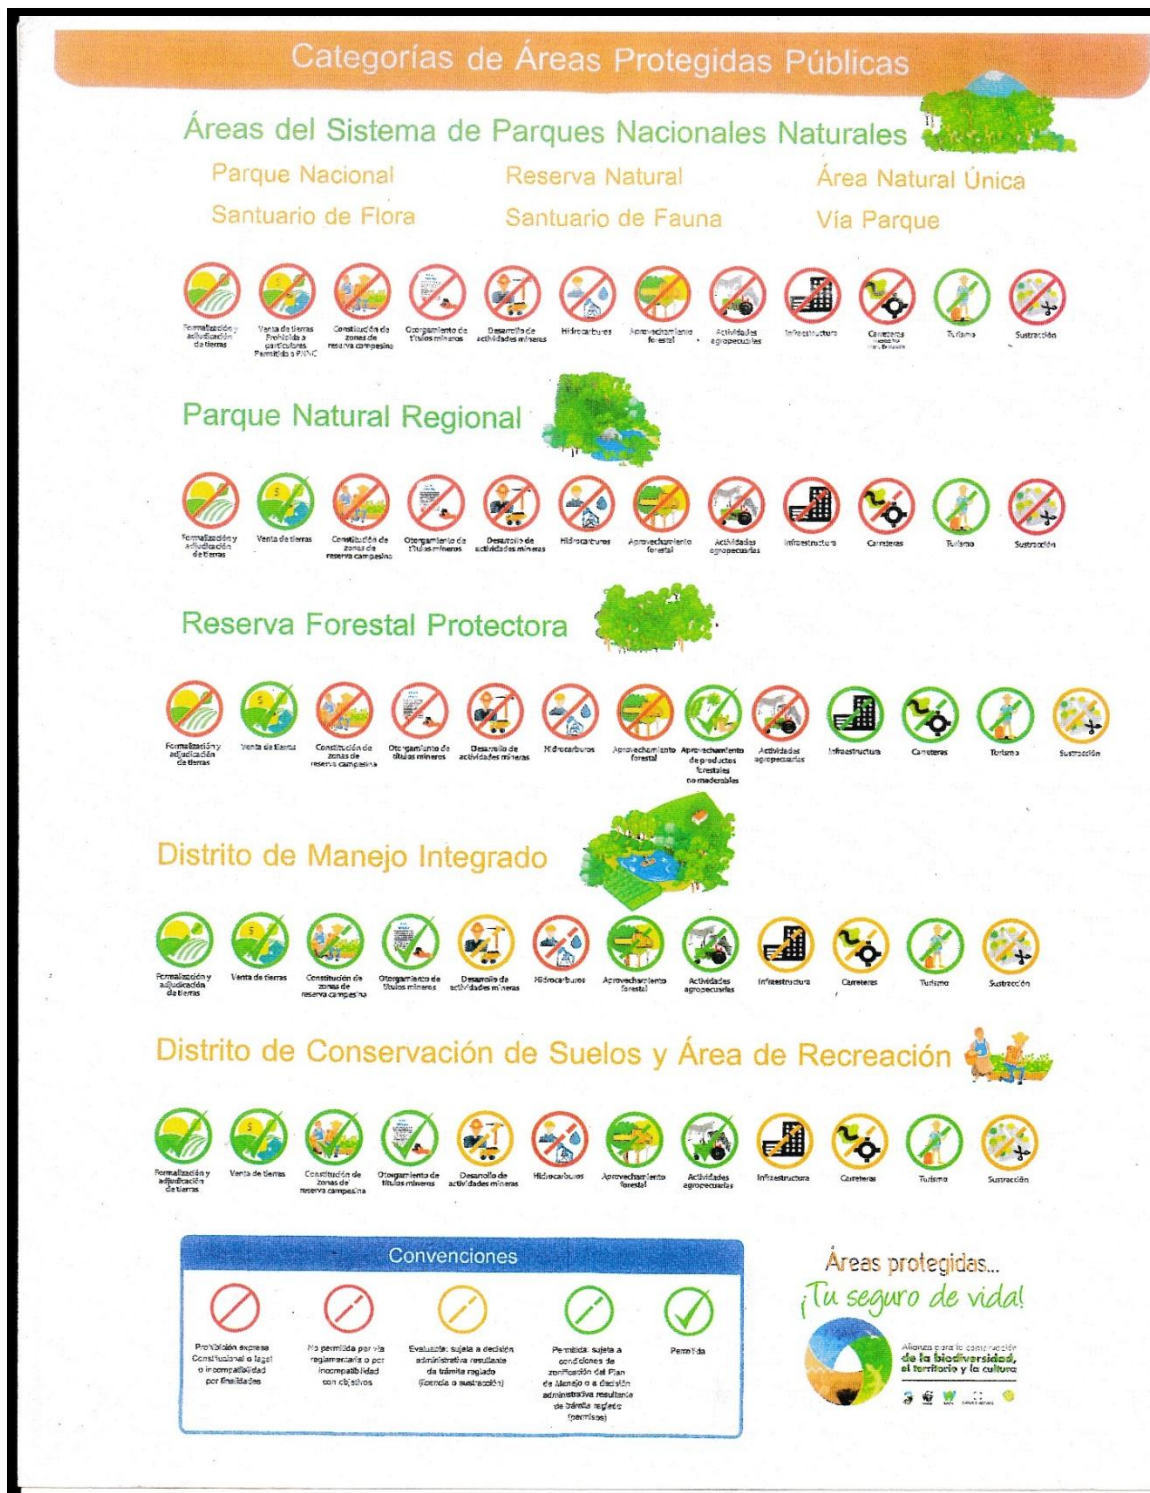 Categorías de Áreas Protegidas Públicas
Áreas del Sistema de Parques Nacionales Naturales
Parque Nacional
Reserva Natural
Área Natural Única
Santuario de Flora
Santuario de Fauna
Vía Parque
Formalización y
adjudicación
de tierras
Venta de tierras
Prohibida a
particulares
Permitida a PNNC
Constitución de
zonas de
reserva campesina
Otorgamiento de
títulos mineros
Desarrollo de
actividades mineras
Hidrocarburos
Aprovechamiento
forestal
Actividades
agropecuarias
Infraestructura
Carreteras
Turismo
Sustracción
Parque Natural Regional
Formalización y
adjudicación
de tierras
Venta de tierras
Constitución de
zonas de
reserva campesina
Otorgamiento de
títulos mineros
Desarrollo de
actividades mineras
Hidrocarburos
Aprovechamiento
forestal
Actividades
agropecuarias
Infraestructura
Carreteras
Turismo
Sustracción
Reserva Forestal Protectora
Formalización y
adjudicación
de tierras
Venta de tierras
Constitución de
zonas de
reserva campesina
Otorgamiento de
títulos mineros
Desarrollo de
actividades mineras
Hidrocarburos
Aprovechamiento
forestal
Aprovechamiento
de productos
forestales
no maderables
Actividades
agropecuarias
Infraestructura
Carreteras
Turismo
Sustracción
Distrito de Manejo Integrado
Formalización y
adjudicación
de tierras
Venta de tierras
Constitución de
zonas de
reserva campesina
Otorgamiento de
títulos mineros
Desarrollo de
actividades mineras
Hidrocarburos
Aprovechamiento
forestal
Actividades
agropecuarias
Infraestructura
Carreteras
Turismo
Sustracción
Distrito de Conservación de Suelos y Área de Recreación
Formalización y
adjudicación
de tierras
Venta de tierras
Constitución de
zonas de
reserva campesina
Otorgamiento de
títulos mineros
Desarrollo de
actividades mineras
Hidrocarburos
Aprovechamiento
forestal
Actividades
agropecuarias
Infraestructura
Carreteras
Turismo
Sustracción
Convenciones
Prohibición expresa
Constitucional o legal
o incompatibilidad
por finalidades
No permitida por vía
reglamentaria o por
incompatibilidad
con objetivos
Evaluable: sujeta a decisión
administrativa resultante
de trámite reglado
(licencia o sustracción)
Permitida: sujeta a
condiciones de
zonificación del Plan
de Manejo o a decisión
administrativa resultante
de trámite reglado
(permisos)
Permitida
Áreas protegidas...
¡Tu seguro de vida!
Alianza para la conservación
de la biodiversidad,
el territorio y la cultura